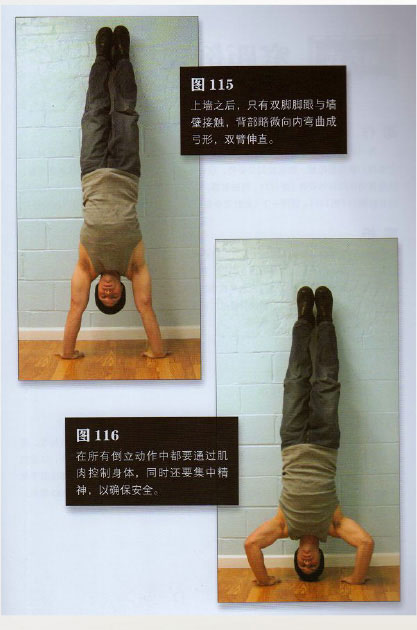 图 115
上墙之后，只有双脚脚跟与墙
壁接触，背部略微向内弯曲成
弓形，双臂伸直。
图 116
在所有倒立动作中都要通过肌
肉控制身体，同时还要集中精
神，以确保安全。